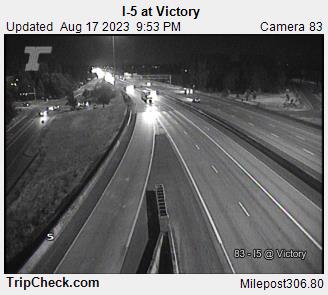 I-5 at Victory
Updated Aug 17 2023 9:53 PM Camera 83
T
5
83 - I5 @ Victory
TripCheck.com Milepost306.80